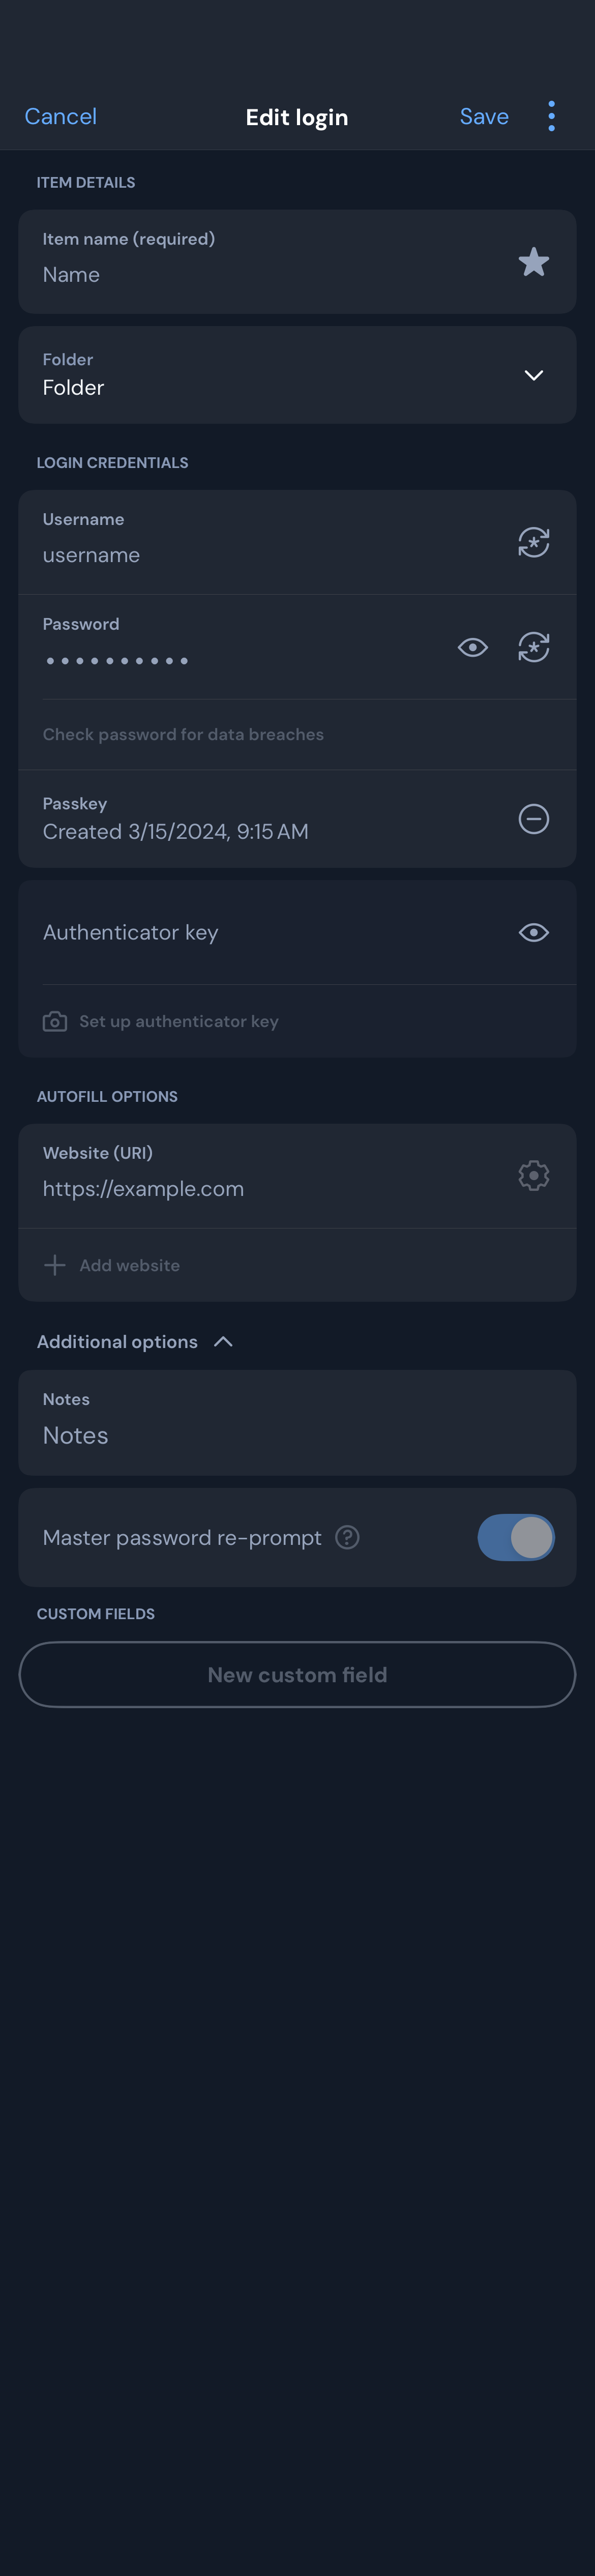 Cancel
Edit login
Save
ITEM DETAILS
Item name (required)
Name
Folder
Folder
LOGIN CREDENTIALS
Username
username
Password
••••••••••
Check password for data breaches
Passkey
Created 3/15/2024, 9:15 AM
Authenticator key
Set up authenticator key
AUTOFILL OPTIONS
Website (URI)
https://example.com
Add website
Additional options
Notes
Notes
Master password re-prompt
CUSTOM FIELDS
New custom field